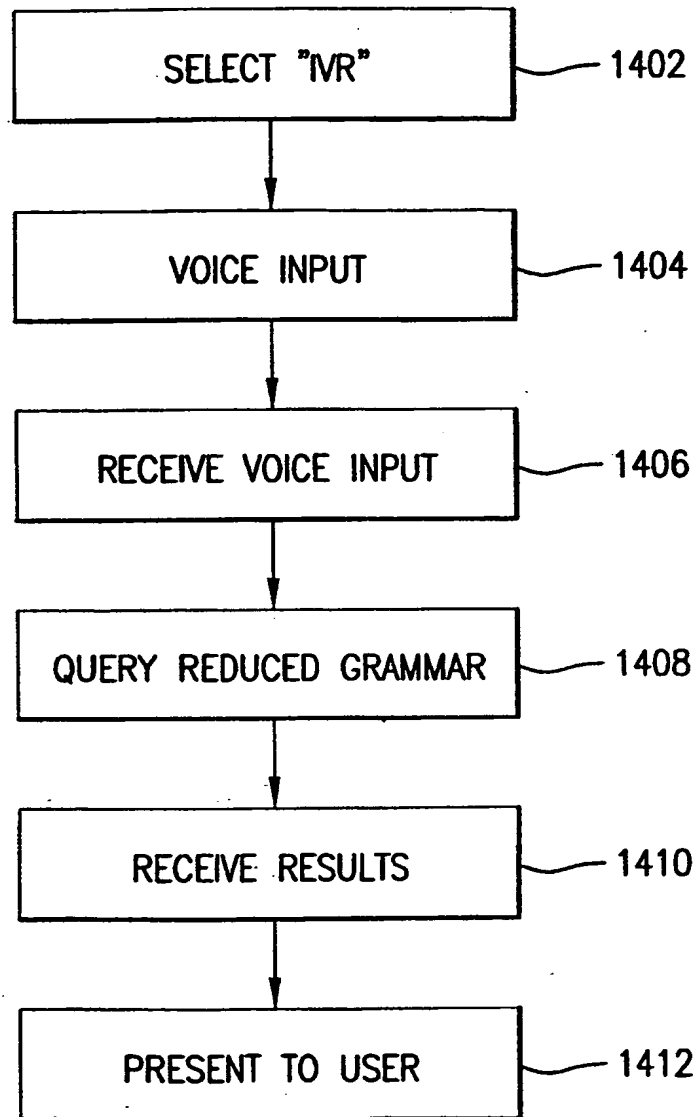 SELECT "IVR" 1402
VOICE INPUT 1404
RECEIVE VOICE INPUT 1406
QUERY REDUCED GRAMMAR 1408
RECEIVE RESULTS 1410
PRESENT TO USER 1412